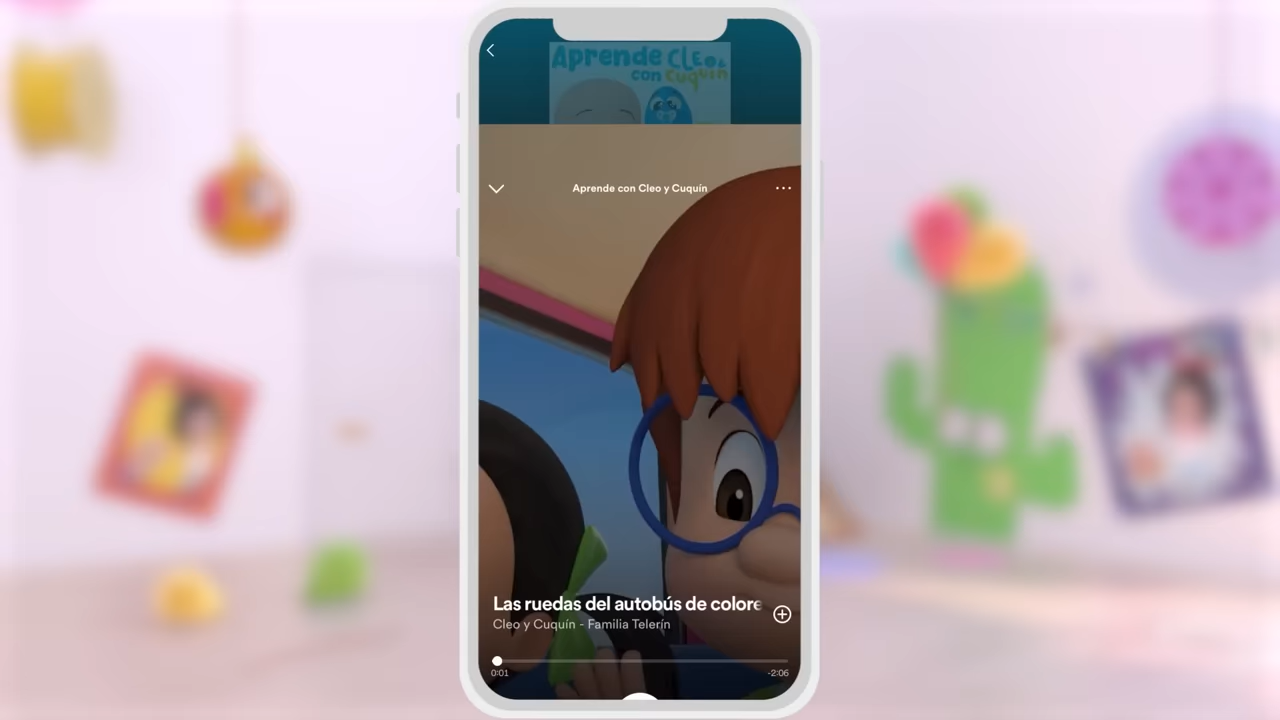 Aprende CLEO &
con Cuquín
Aprende con Cleo y Cuquín
Las ruedas del autobús de colore
Cleo y Cuquín - Familia Telerín
0:01
-2:06